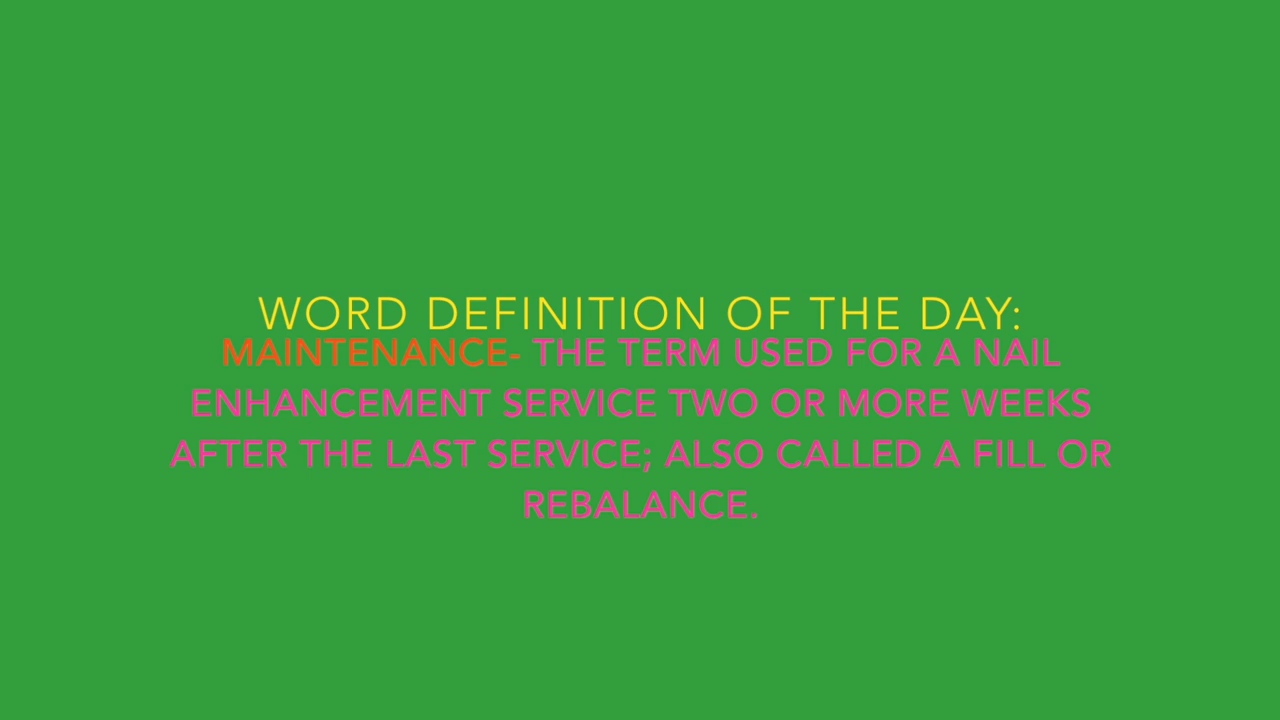 WORD DEFINITION OF THE DAY:
MAINTENANCE- THE TERM USED FOR A NAIL
ENHANCEMENT SERVICE TWO OR MORE WEEKS
AFTER THE LAST SERVICE; ALSO CALLED A FILL OR
REBALANCE.